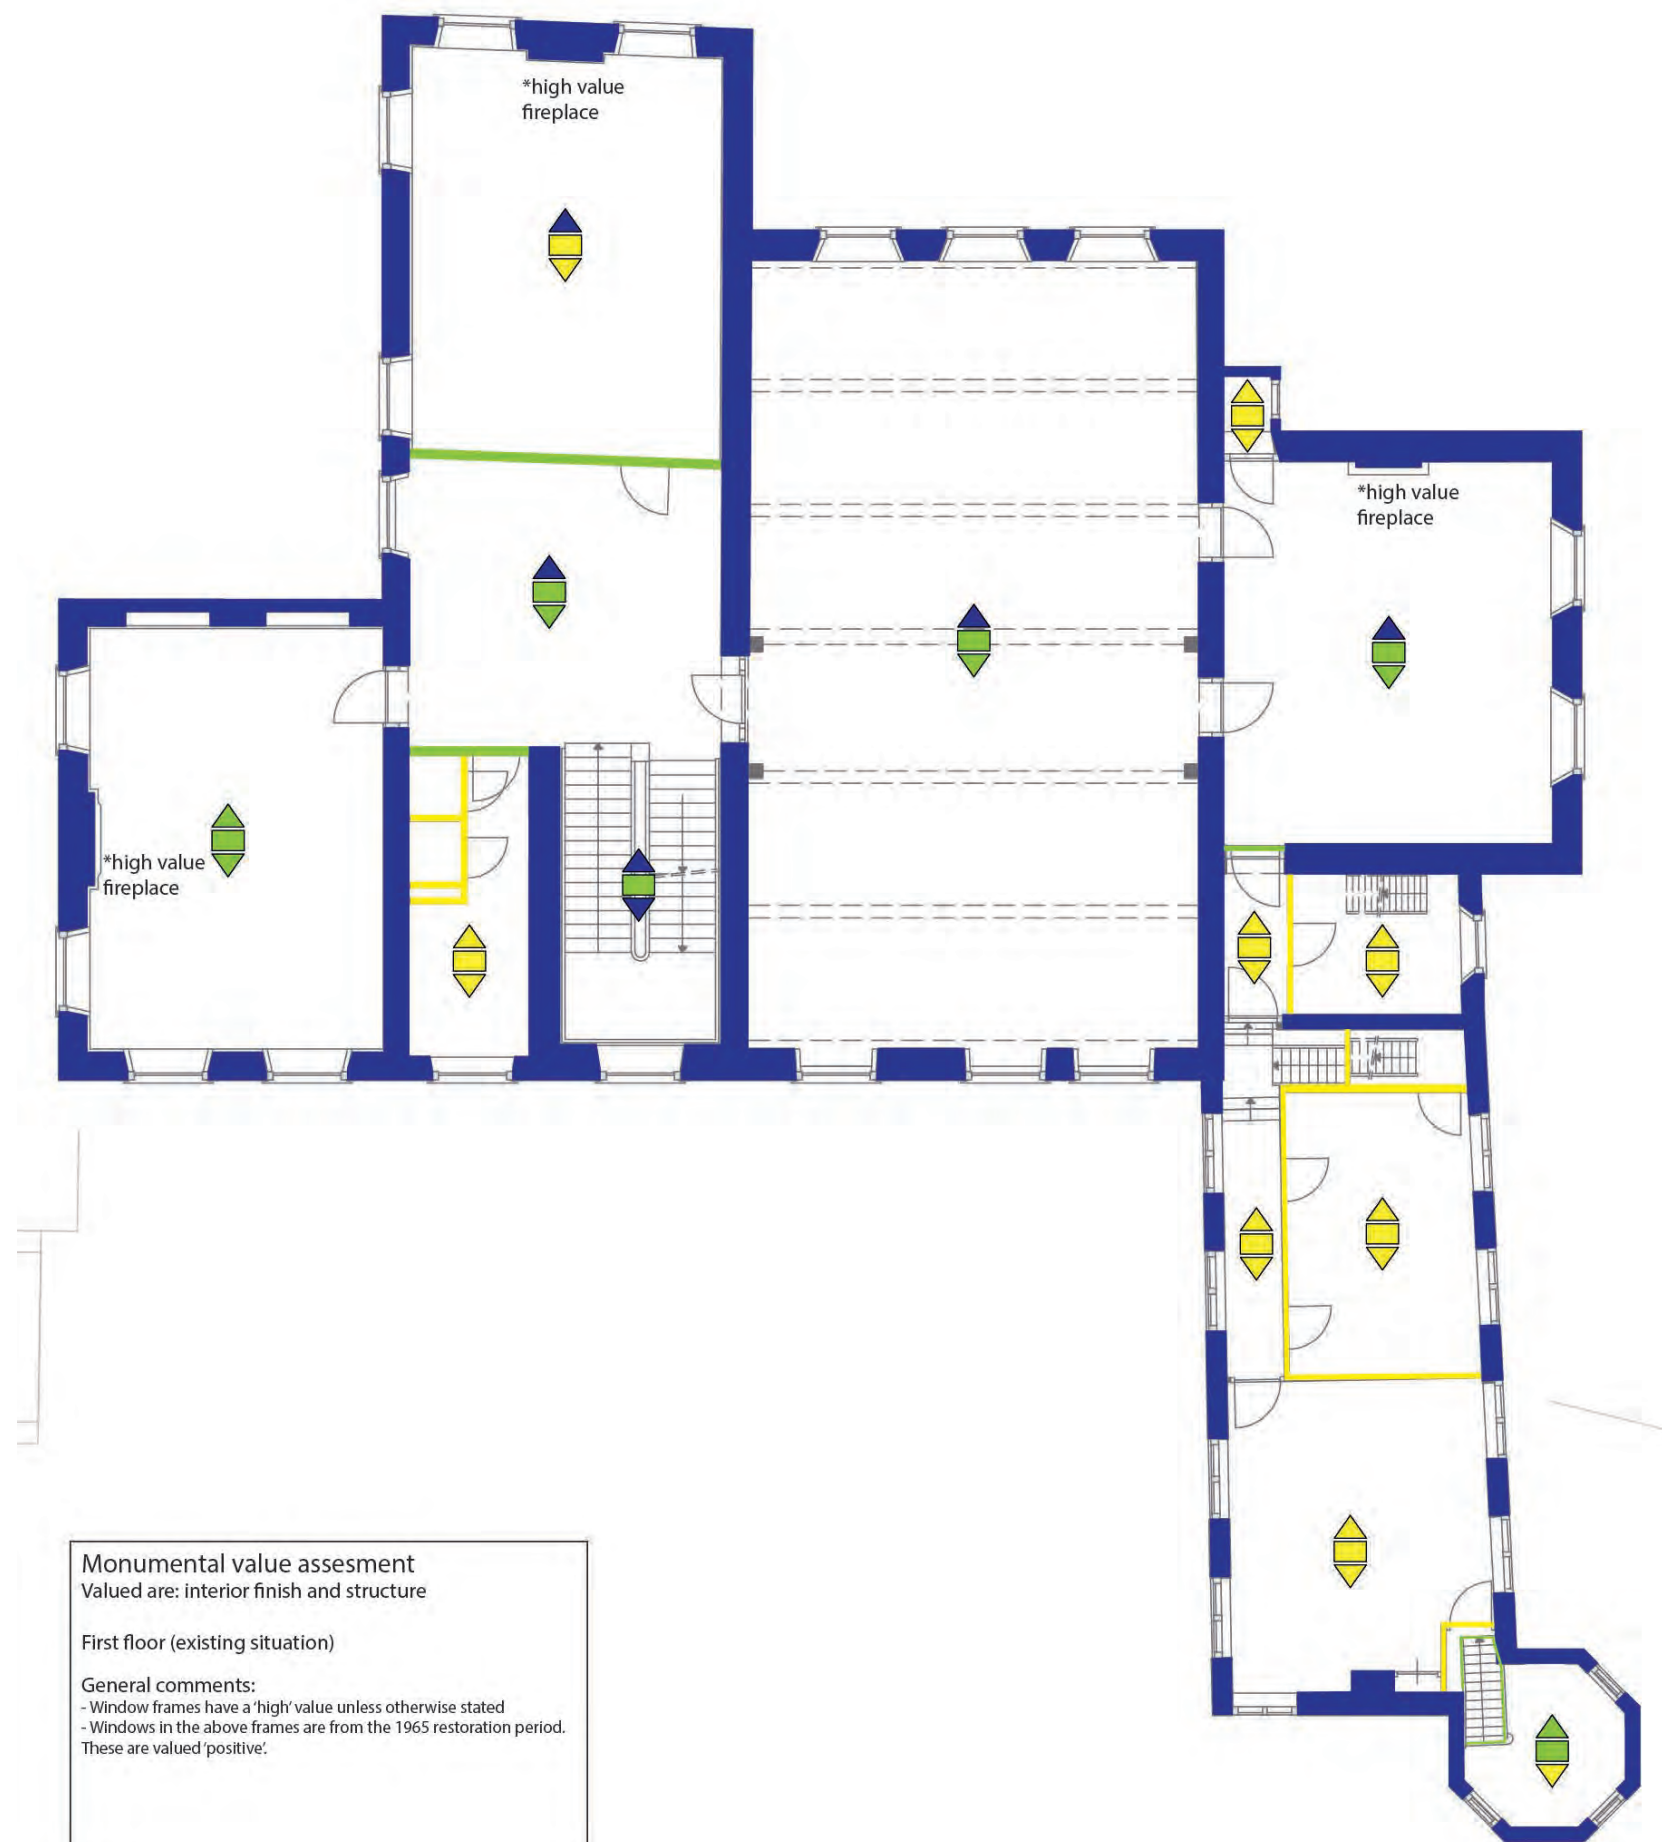 *high value
fireplace
*high value
fireplace
*high value
fireplace
Monumental value assesment
Valued are: interior finish and structure
First floor (existing situation)
General comments:
- Window frames have a ‘high’ value unless otherwise stated
- Windows in the above frames are from the 1965 restoration period.
These are valued ‘positive’.